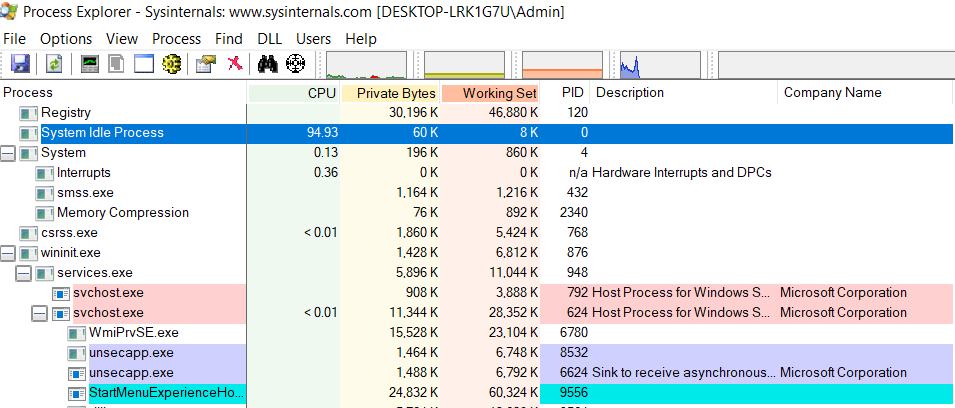 Process Explorer - Sysinternals: www.sysinternals.com [DESKTOP-LRK1G7U\Admin]
File Options View Process Find DLL Users Help
Process CPU Private Bytes Working Set PID Description Company Name
Registry 30,196 K 46,880 K 120
System Idle Process 94.93 60 K 8 K 0
System 0.13 196 K 860 K 4
Interrupts 0.36 0 K 0 K n/a Hardware Interrupts and DPCs
smss.exe 1,164 K 1,216 K 432
Memory Compression 76 K 892 K 2340
csrss.exe < 0.01 1,860 K 5,424 K 768
wininit.exe 1,428 K 6,812 K 876
services.exe 5,896 K 11,044 K 948
svchost.exe 908 K 3,888 K 792 Host Process for Windows S... Microsoft Corporation
svchost.exe < 0.01 11,344 K 28,352 K 624 Host Process for Windows S... Microsoft Corporation
WmiPrvSE.exe 15,528 K 23,104 K 6780
unsecapp.exe 1,464 K 6,748 K 8532
unsecapp.exe 1,488 K 6,792 K 6624 Sink to receive asynchronous... Microsoft Corporation
StartMenuExperienceHo... 24,832 K 60,324 K 9556